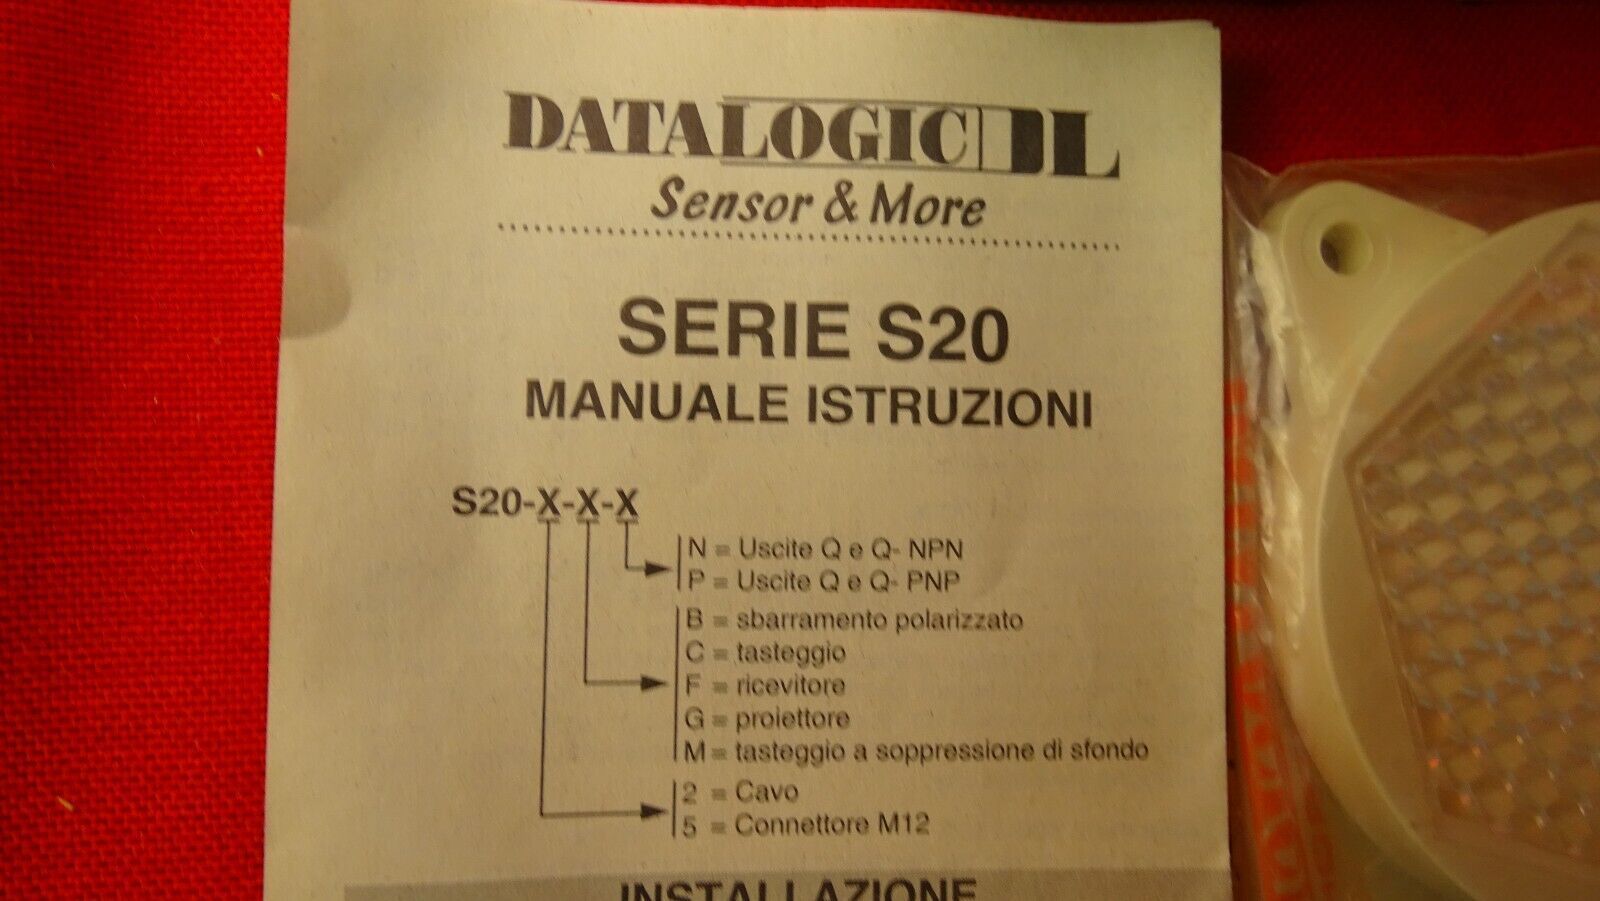 DATALOGIC DL
Sensor & More
SERIE S20
MANUALE ISTRUZIONI
S20-X-X-X
N = Uscite Q e Q- NPN
P = Uscite Q e Q- PNP
B = sbarramento polarizzato
C = tasteggio
F = ricevitore
G = proiettore
M = tasteggio a soppressione di sfondo
2 = Cavo
5 = Connettore M12
INSTALLAZIONE